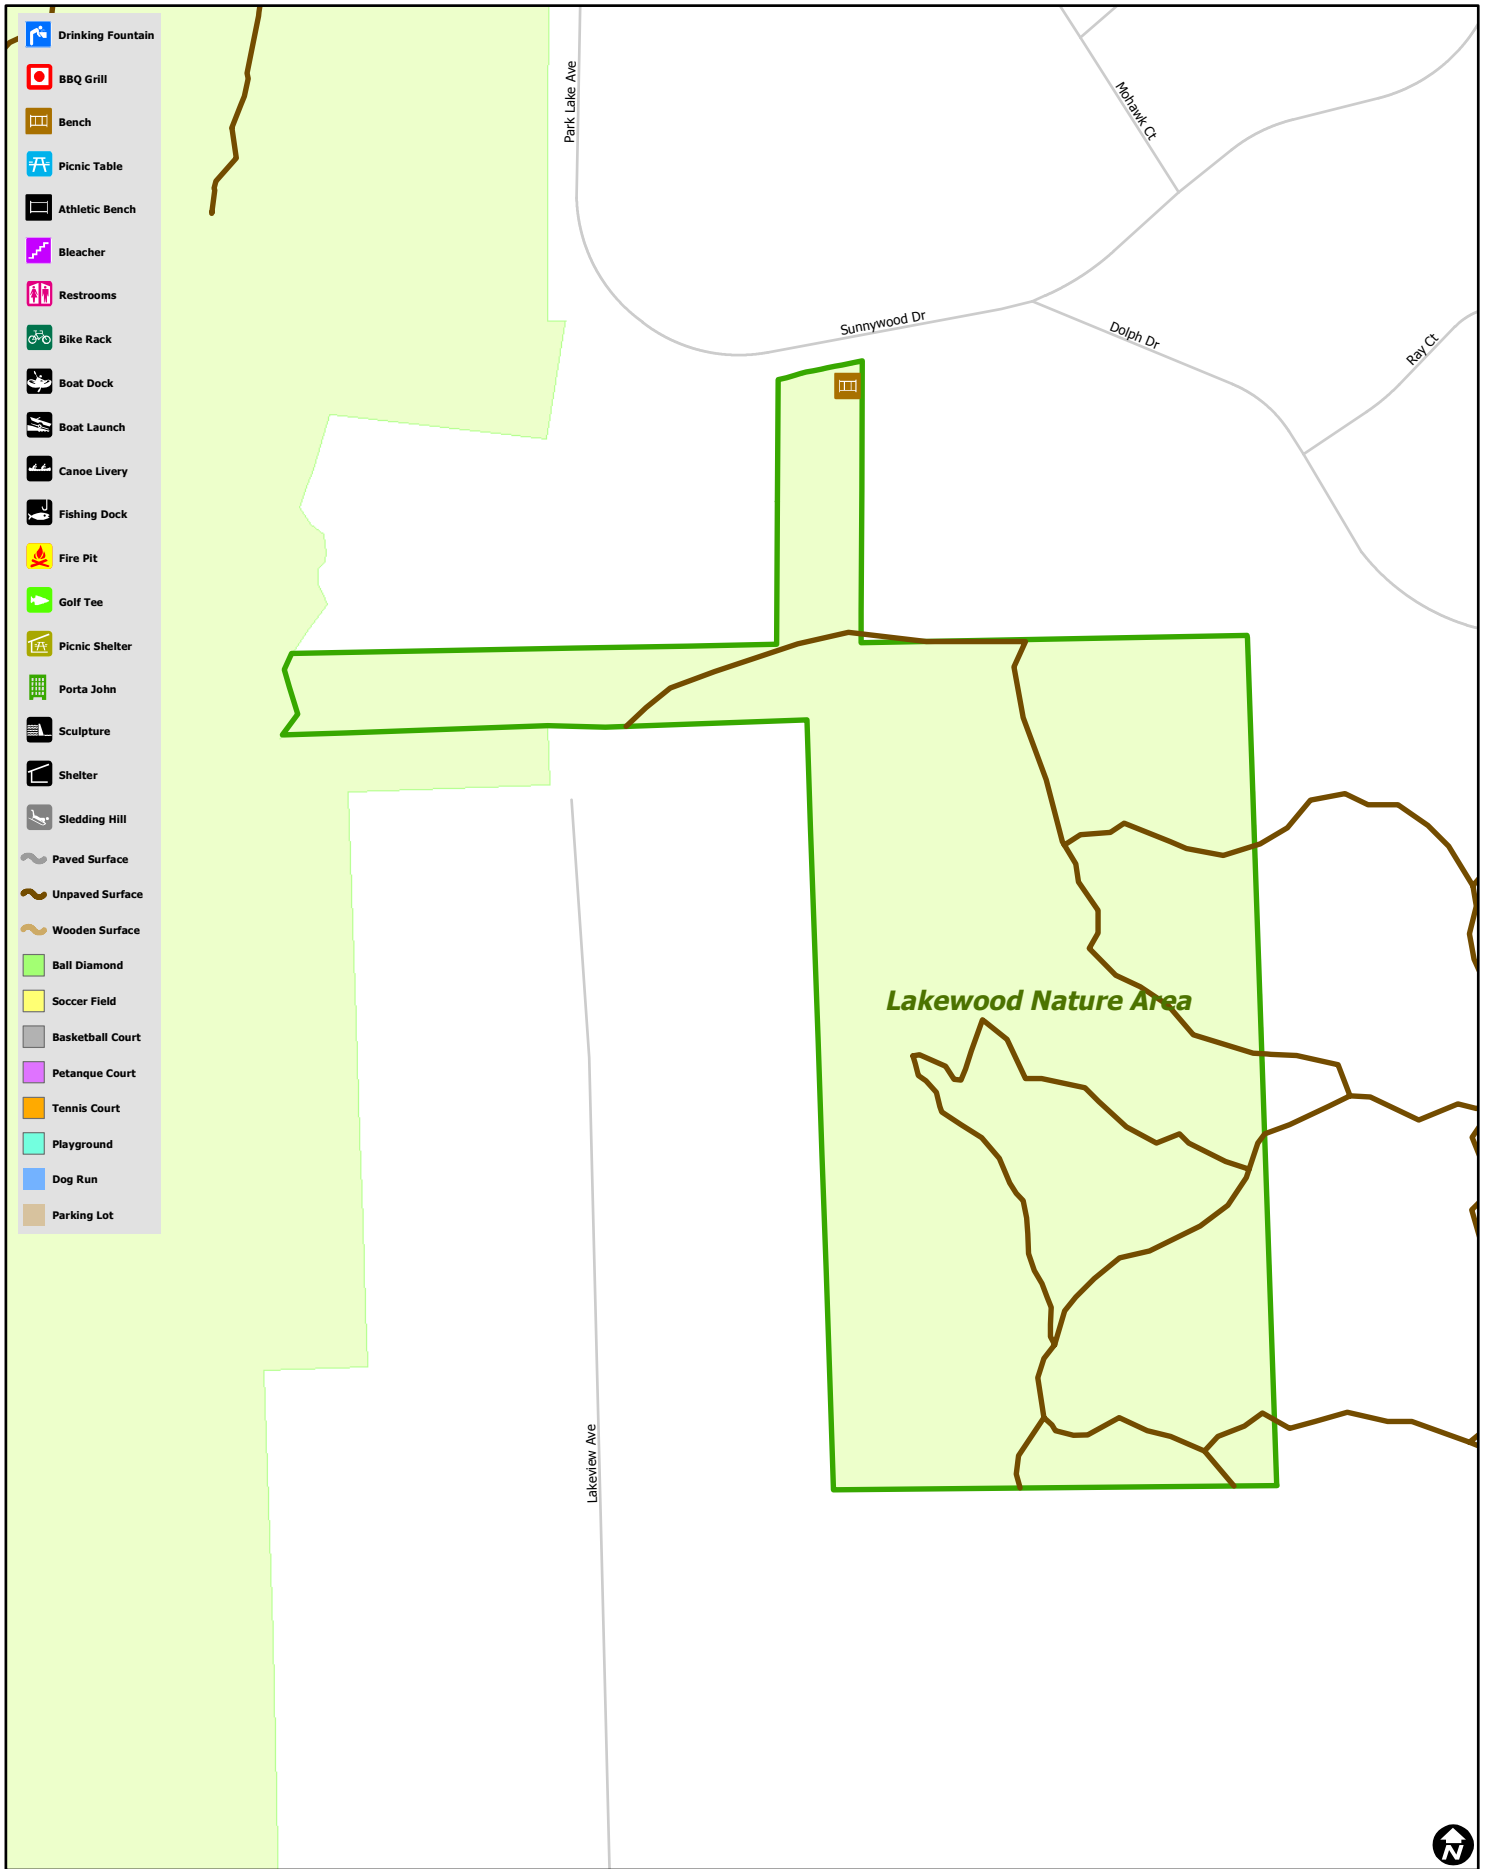 Drinking Fountain
BBQ Grill
Bench
Picnic Table
Athletic Bench
Bleacher
Restrooms
Bike Rack
Boat Dock
Boat Launch
Canoe Livery
Fishing Dock
Fire Pit
Golf Tee
Picnic Shelter
Porta John
Sculpture
Shelter
Sledding Hill
Paved Surface
Unpaved Surface
Wooden Surface
Ball Diamond
Soccer Field
Basketball Court
Petanque Court
Tennis Court
Playground
Dog Run
Parking Lot
Park Lake Ave
Mohawk Ct
Sunnywood Dr
Dolph Dr
Ray Ct
Lakewood Nature Area
Lakeview Ave
N